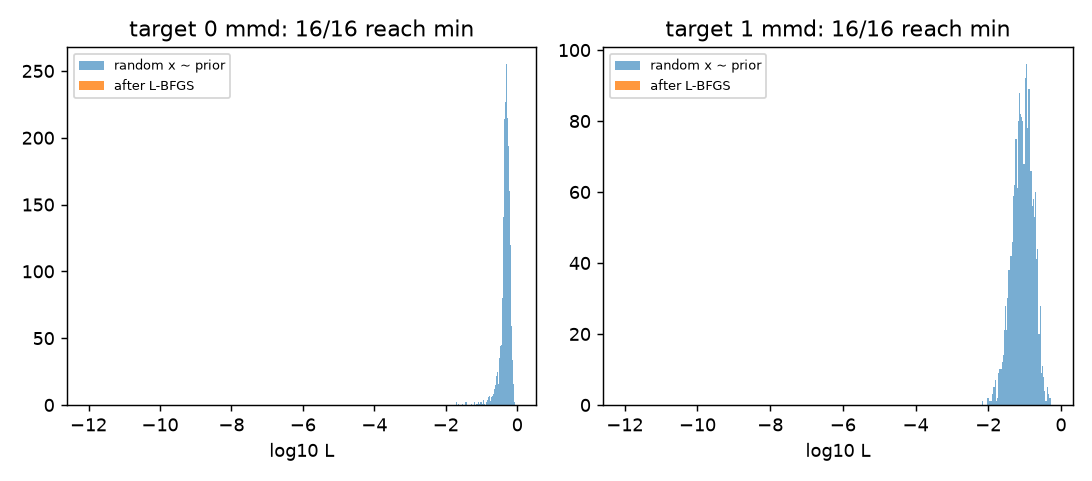 target 0 mmd: 16/16 reach min
random x ~ prior
after L-BFGS
250
200
150
100
50
0
−12 −10 −8 −6 −4 −2 0
log10 L
target 1 mmd: 16/16 reach min
random x ~ prior
after L-BFGS
100
80
60
40
20
0
−12 −10 −8 −6 −4 −2 0
log10 L